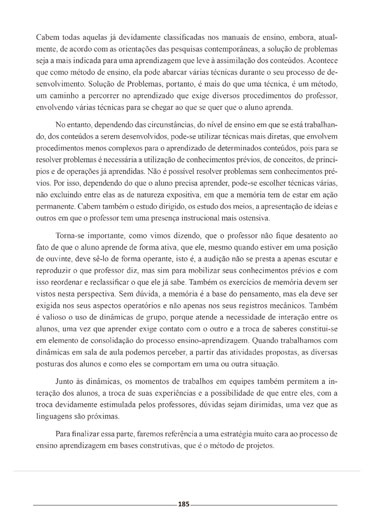 Cabem todas aquelas já devidamente classificadas nos manuais de ensino, embora, atual-
mente, de acordo com as orientações das pesquisas contemporâneas, a solução de problemas
seja a mais indicada para uma aprendizagem que leve à assimilação dos conteúdos. Acontece
que como método de ensino, ela pode abarcar várias técnicas durante o seu processo de de-
senvolvimento. Solução de Problemas, portanto, é mais do que uma técnica, é um método,
um caminho a percorrer no aprendizado que exige diversos procedimentos do professor,
envolvendo várias técnicas para se chegar ao que se quer que o aluno aprenda.
No entanto, dependendo das circunstâncias, do nível de ensino em que se está trabalhan-
do, dos conteúdos a serem desenvolvidos, pode-se utilizar técnicas mais diretas, que envolvem
procedimentos menos complexos para o aprendizado de determinados conteúdos, pois para se
resolver problemas é necessária a utilização de conhecimentos prévios, de conceitos, de princí-
pios e de operações já aprendidas. Não é possível resolver problemas sem conhecimentos pré-
vios. Por isso, dependendo do que o aluno precisa aprender, pode-se escolher técnicas várias,
não excluindo entre elas as de natureza expositiva, em que a memória tem de estar em ação
permanente. Cabem também o estudo dirigido, os estudo dos meios, a apresentação de ideias e
outros em que o professor tem uma presença instrucional mais ostensiva.
Torna-se importante, como vimos dizendo, que o professor não fique desatento ao
fato de que o aluno aprende de forma ativa, que ele, mesmo quando estiver em uma posição
de ouvinte, deve sê-lo de forma operante, isto é, a audição não se presta a apenas escutar e
reproduzir o que professor diz, mas sim para mobilizar seus conhecimentos prévios e com
isso reordenar e reclassificar o que ele já sabe. Também os exercícios de memória devem ser
vistos nesta perspectiva. Sem dúvida, a memória é a base do pensamento, mas ela deve ser
exigida nos seus aspectos operatórios e não apenas nos seus registros mecânicos. Também
é valioso o uso de dinâmicas de grupo, porque atende a necessidade de interação entre os
alunos, uma vez que aprender exige contato com o outro e a troca de saberes constitui-se
em elemento de consolidação do processo ensino-aprendizagem. Quando trabalhamos com
dinâmicas em sala de aula podemos perceber, a partir das atividades propostas, as diversas
posturas dos alunos e como eles se comportam em uma ou outra situação.
Junto às dinâmicas, os momentos de trabalhos em equipes também permitem a in-
teração dos alunos, a troca de suas experiências e a possibilidade de que entre eles, com a
troca devidamente estimulada pelos professores, dúvidas sejam dirimidas, uma vez que as
linguagens são próximas.
Para finalizar essa parte, faremos referência a uma estratégia muito cara ao processo de
ensino aprendizagem em bases construtivas, que é o método de projetos.
185